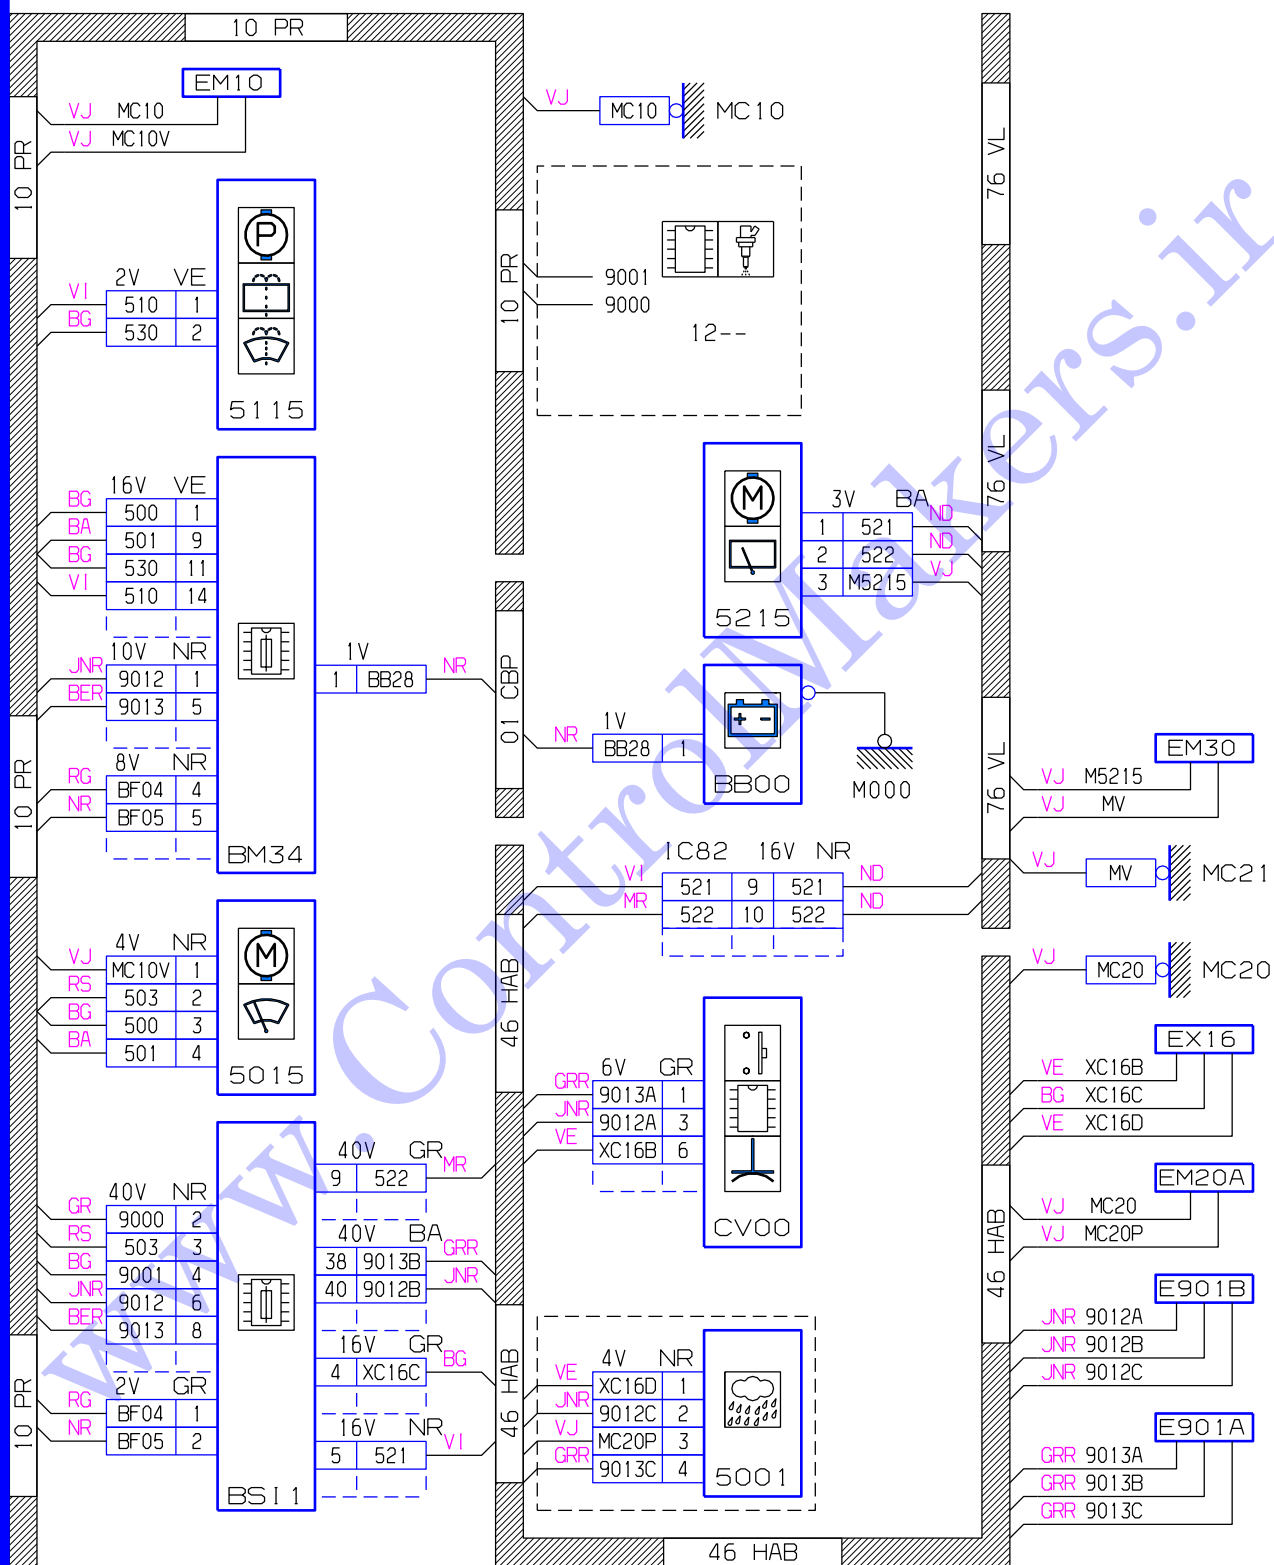 10 PR
EM10
VJ MC10
VJ MC10V
10 PR
P
2V VE
VI 510 1
BG 530 2
5115
16V VE
BG 500 1
BA 501 9
BG 530 11
VI 510 14
10V NR
JNR 9012 1
BER 9013 5
8V NR
RG BF04 4
NR BF05 5
BM34
10 PR
1V
1 BB28 NR
4V NR
VJ MC10V 1
RS 503 2
BG 500 3
BA 501 4
M
5015
40V NR
GR 9000 2
RS 503 3
BG 9001 4
JNR 9012 6
BER 9013 8
2V GR
RG BF04 1
NR BF05 2
BSI1
10 PR
40V GR
9 522 MR
40V BA
38 9013B GRR
40 9012B JNR
16V GR
4 XC16C BG
16V NR
5 521 VI
VJ MC10 MC10
10 PR
9001
9000
12--
M
5215
3V BA
1 521 ND
2 522 ND
3 M5215 VJ
01 CBP
1V
NR BB28 1
+ -
BB00
M000
1C82 16V NR
VI 521 9 521 ND
MR 522 10 522 ND
46 HAB
6V GR
GRR 9013A 1
JNR 9012A 3
VE XC16B 6
CV00
46 HAB
4V NR
VE XC16D 1
JNR 9012C 2
VJ MC20P 3
GRR 9013C 4
5001
46 HAB
76 VL
76 VL
76 VL
EM30
VJ M5215
VJ MV
VJ MV MC21
VJ MC20 MC20
EX16
VE XC16B
BG XC16C
VE XC16D
EM20A
VJ MC20
VJ MC20P
46 HAB
E901B
JNR 9012A
JNR 9012B
JNR 9012C
E901A
GRR 9013A
GRR 9013B
GRR 9013C
www.ControlMakers.ir